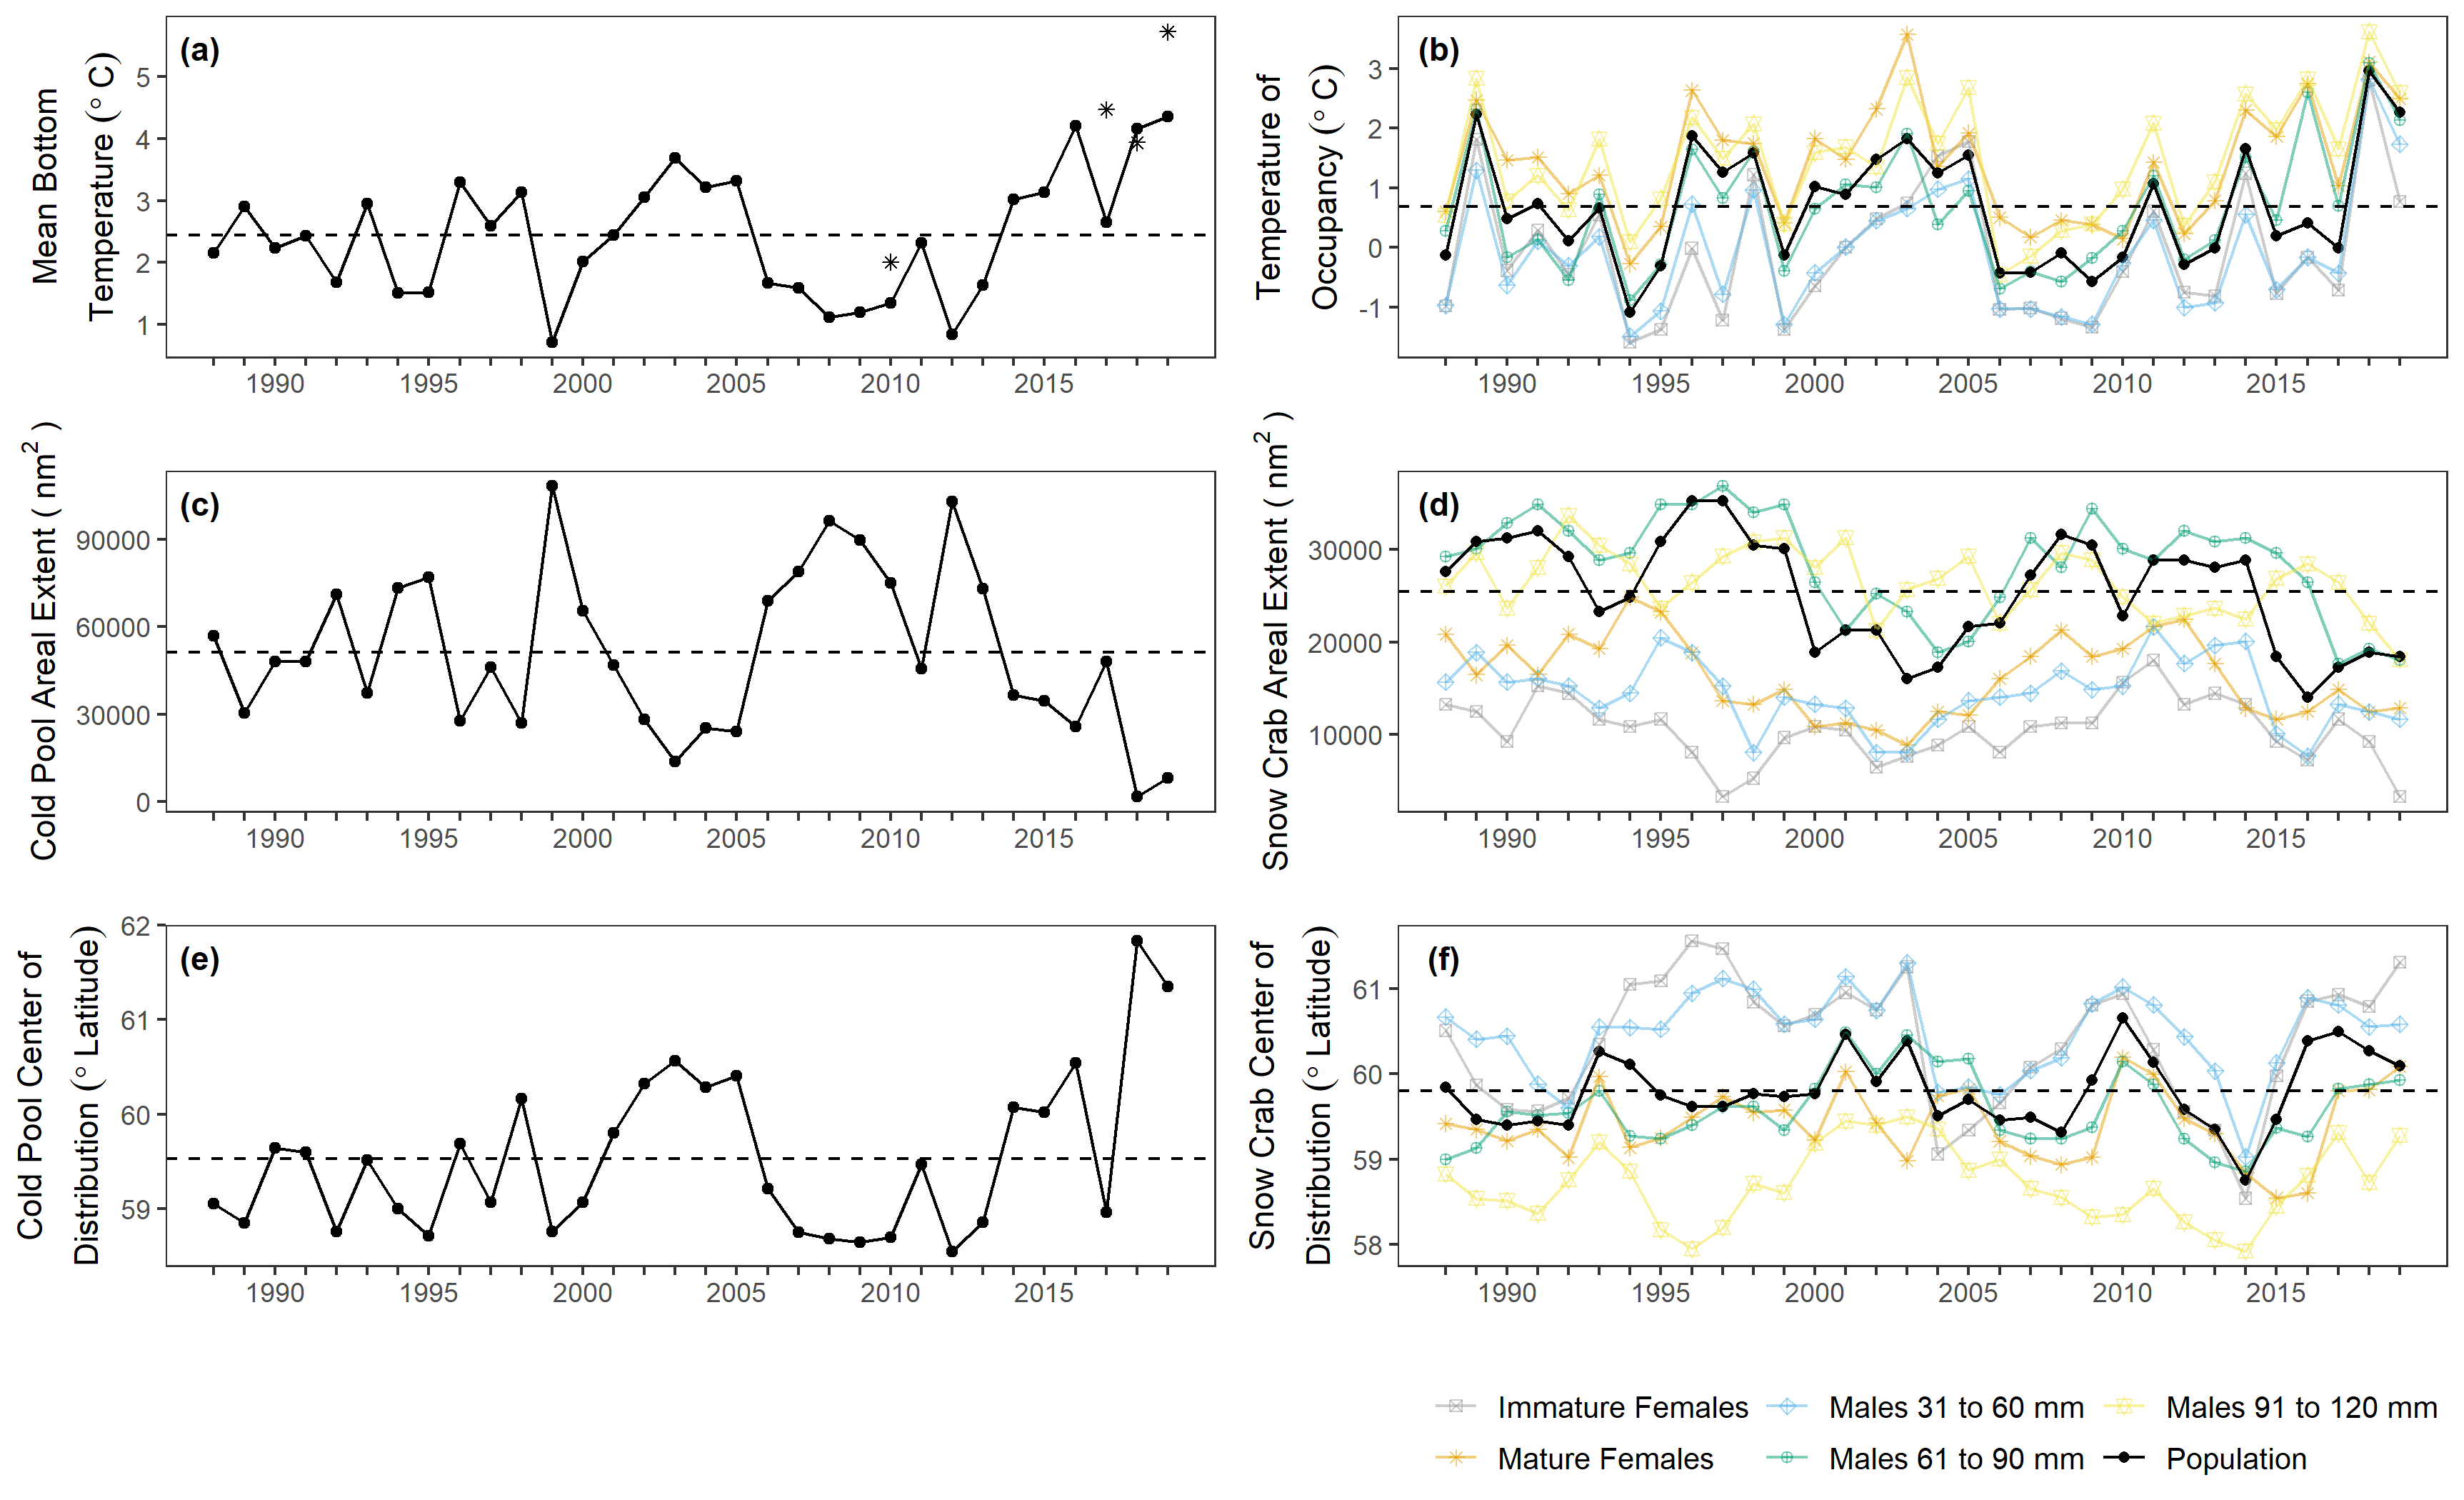 (a)
Mean Bottom
Temperature (° C)
5
4
3
2
1
1990 1995 2000 2005 2010 2015
(b)
Temperature of
Occupancy (° C)
3
2
1
0
-1
1990 1995 2000 2005 2010 2015
(c)
Cold Pool Areal Extent ( nm² )
90000
60000
30000
0
1990 1995 2000 2005 2010 2015
(d)
Snow Crab Areal Extent ( nm² )
30000
20000
10000
1990 1995 2000 2005 2010 2015
(e)
Cold Pool Center of
Distribution (° Latitude)
62
61
60
59
1990 1995 2000 2005 2010 2015
(f)
Snow Crab Center of
Distribution (° Latitude)
61
60
59
58
1990 1995 2000 2005 2010 2015
Immature Females Males 31 to 60 mm Males 91 to 120 mm
Mature Females Males 61 to 90 mm Population